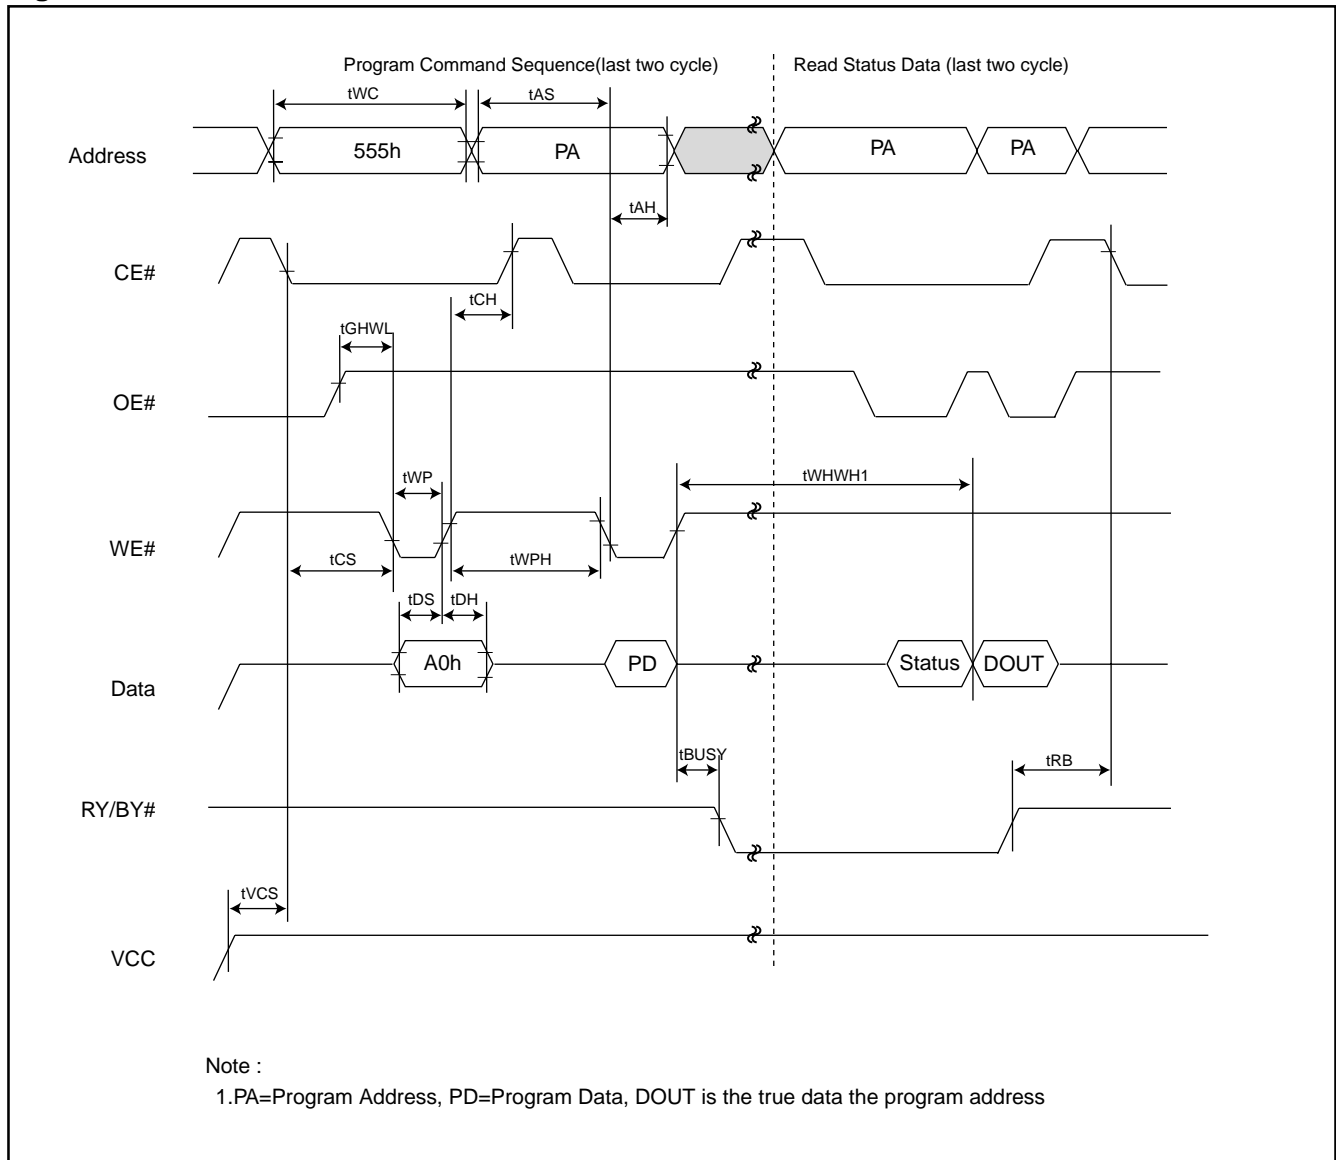 Program Command Sequence(last two cycle)
Read Status Data (last two cycle)
tWC
tAS
Address
555h
PA
PA
PA
tAH
CE#
tCH
tGHWL
OE#
tWP
tWHWH1
WE#
tCS
tWPH
tDS
tDH
Data
A0h
PD
Status
DOUT
tBUSY
tRB
RY/BY#
tVCS
VCC
Note :
1.PA=Program Address, PD=Program Data, DOUT is the true data the program address